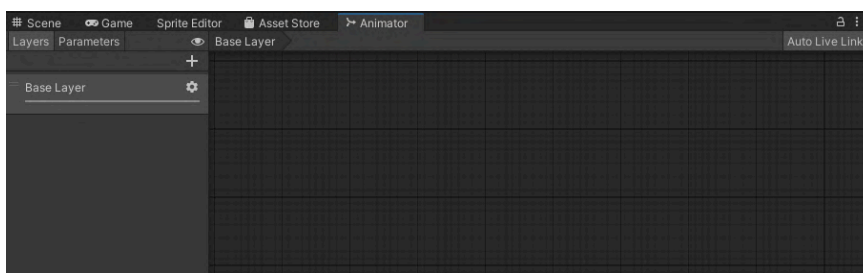 Scene Game Sprite Editor Asset Store Animator
Layers Parameters Base Layer Auto Live Link
Base Layer